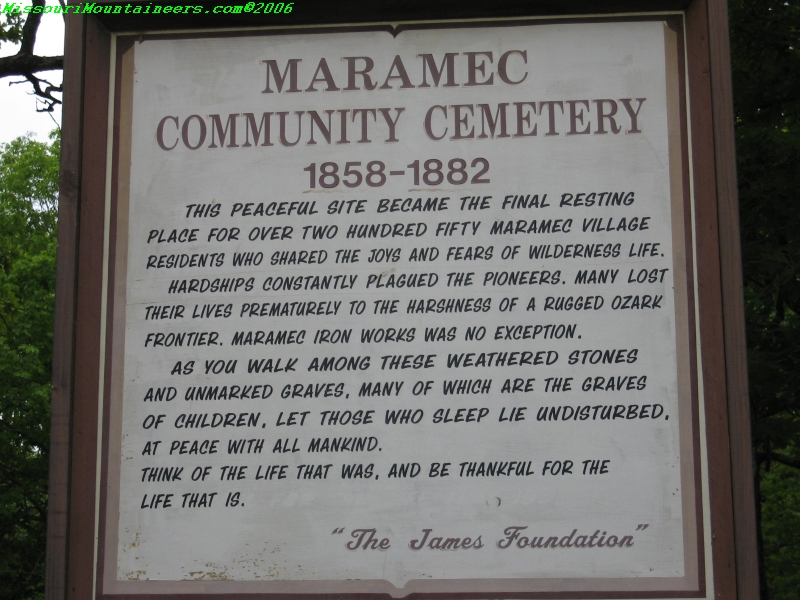 MissouriMountaineers.com©2006
MARAMEC
COMMUNITY CEMETERY
1858-1882
THIS PEACEFUL SITE BECAME THE FINAL RESTING
PLACE FOR OVER TWO HUNDRED FIFTY MARAMEC VILLAGE
RESIDENTS WHO SHARED THE JOYS AND FEARS OF WILDERNESS LIFE.
HARDSHIPS CONSTANTLY PLAGUED THE PIONEERS. MANY LOST
THEIR LIVES PREMATURELY TO THE HARSHNESS OF A RUGGED OZARK
FRONTIER. MARAMEC IRON WORKS WAS NO EXCEPTION.
AS YOU WALK AMONG THESE WEATHERED STONES
AND UNMARKED GRAVES, MANY OF WHICH ARE THE GRAVES
OF CHILDREN, LET THOSE WHO SLEEP LIE UNDISTURBED,
AT PEACE WITH ALL MANKIND.
THINK OF THE LIFE THAT WAS, AND BE THANKFUL FOR THE
LIFE THAT IS.
"The James Foundation"